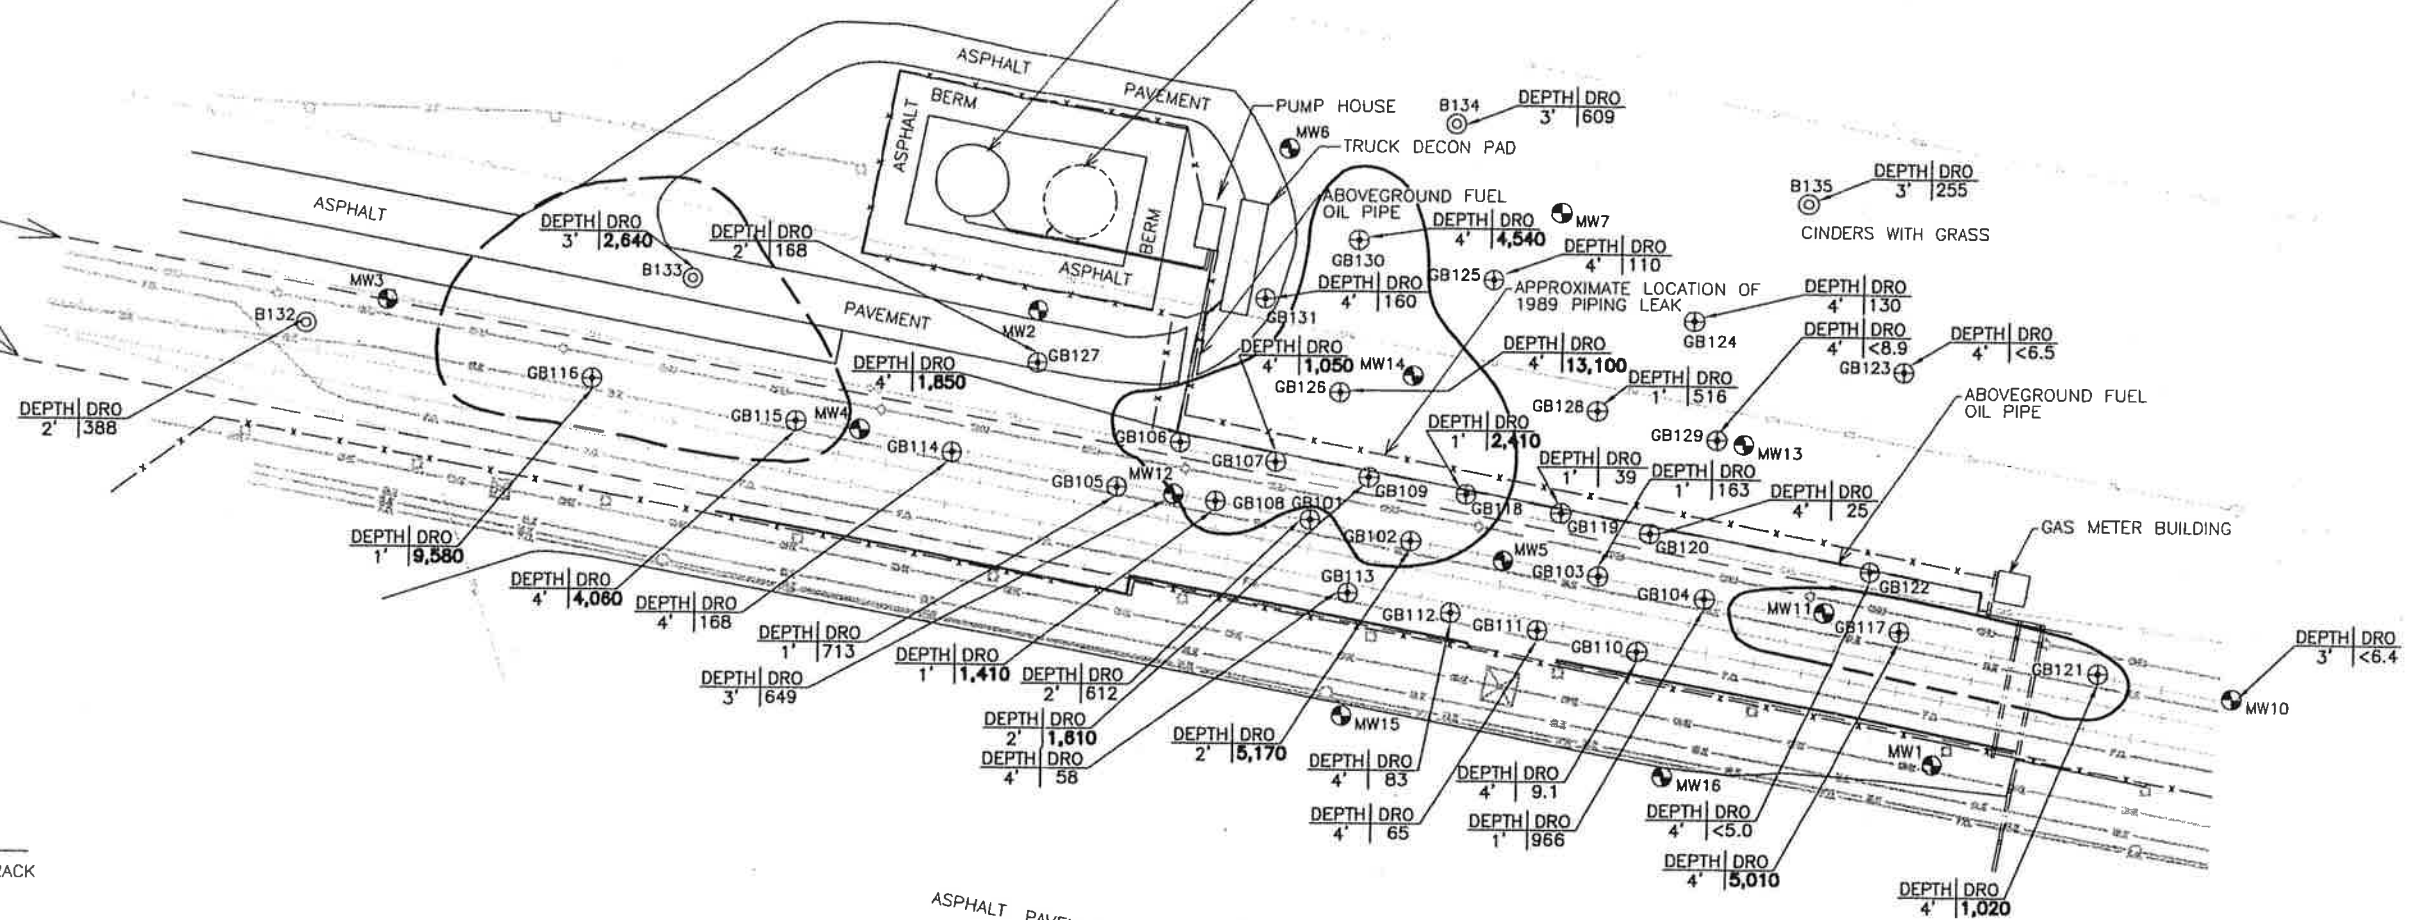 ASPHALT
PAVEMENT
BERM
ASPHALT
PUMP HOUSE
B134
DEPTH DRO
3' 609
MW6
TRUCK DECON PAD
B135
DEPTH DRO
3' 255
CINDERS WITH GRASS
ASPHALT
ABOVEGROUND FUEL
OIL PIPE
MW7
DEPTH DRO
3' 2,640
DEPTH DRO
2' 168
BERM
ASPHALT
DEPTH DRO
4' 4,540
GB130
DEPTH DRO
4' 110
GB125
B133
MW3
B132
DEPTH DRO
4' 160
GB131
APPROXIMATE LOCATION OF
1989 PIPING LEAK
DEPTH DRO
4' 130
GB124
PAVEMENT
MW2
GB127
DEPTH DRO
4' <8.9
DEPTH DRO
4' <6.5
GB123
DEPTH DRO
4' 1,850
DEPTH DRO
4' 1,050
MW14
GB126
DEPTH DRO
4' 13,100
GB116
DEPTH DRO
1' 516
GB128
ABOVEGROUND FUEL
OIL PIPE
DEPTH DRO
2' 388
GB115
MW4
GB114
GB106
GB107
DEPTH DRO
1' 2,410
GB129
MW13
GB105
MW12
GB108
GB101
GB109
GB118
DEPTH DRO
1' 39
DEPTH DRO
1' 163
DEPTH DRO
4' 25
GB119
GB120
GAS METER BUILDING
DEPTH DRO
1' 9,580
GB102
MW5
GB103
GB122
DEPTH DRO
4' 4,060
DEPTH DRO
4' 168
GB113
GB112
GB104
MW11
GB117
GB111
GB110
DEPTH DRO
1' 713
DEPTH DRO
3' 649
DEPTH DRO
1' 1,410
DEPTH DRO
2' 612
DEPTH DRO
2' 1,610
DEPTH DRO
4' 58
GB121
DEPTH DRO
3' <6.4
MW10
MW15
DEPTH DRO
2' 5,170
DEPTH DRO
4' 83
DEPTH DRO
4' 9.1
MW16
MW1
DEPTH DRO
4' 65
DEPTH DRO
1' 966
DEPTH DRO
4' <5.0
DEPTH DRO
4' 5,010
DEPTH DRO
4' 1,020
ASPHALT